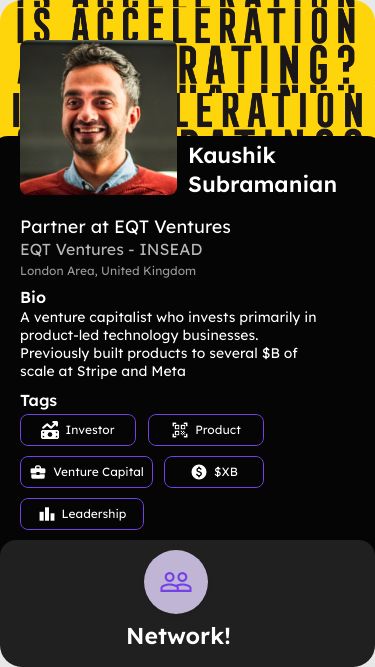 IS ACCELERATION
RATING?
LERATION
RATING?
Kaushik
Subramanian
Partner at EQT Ventures
EQT Ventures - INSEAD
London Area, United Kingdom
Bio
A venture capitalist who invests primarily in
product-led technology businesses.
Previously built products to several $B of
scale at Stripe and Meta
Tags
Investor
Product
Venture Capital
$XB
Leadership
Network!